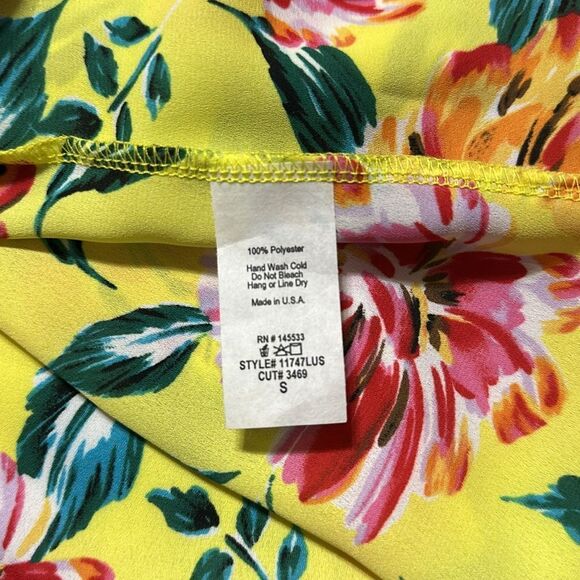 100% Polyester
Hand Wash Cold
Do Not Bleach
Hang or Line Dry
Made in U.S.A.
RN # 145533
STYLE# 11747LUS
CUT# 3469
S